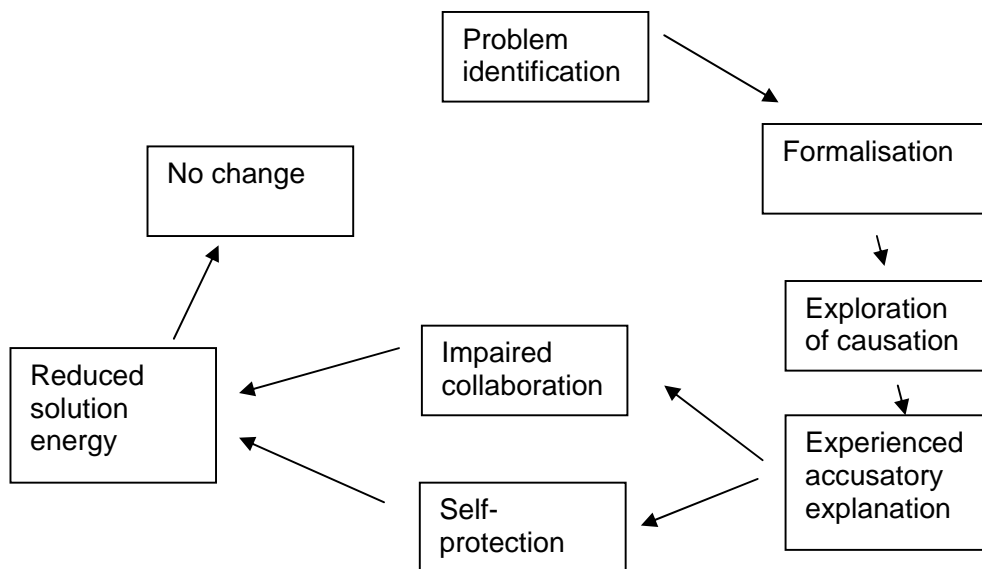 Problem
identification
Formalisation
No change
Exploration
of causation
Impaired
collaboration
Reduced
solution
energy
Experienced
accusatory
explanation
Self-
protection